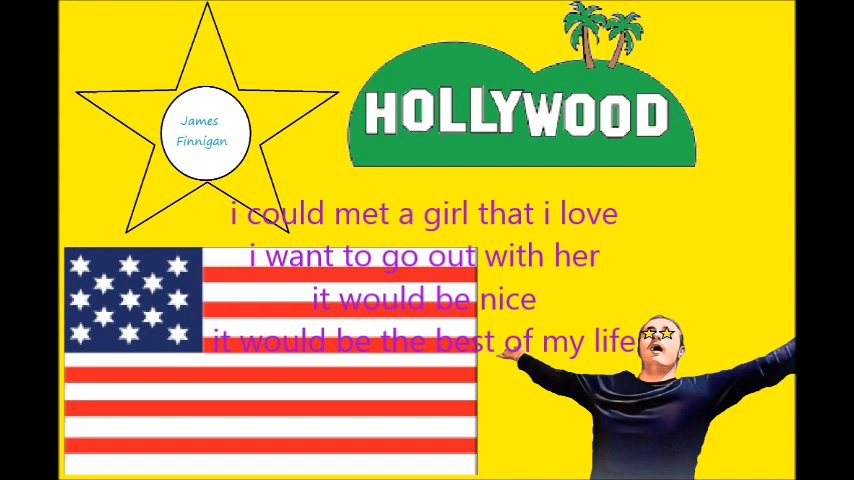 James
Finnigan
HOLLYWOOD
i could met a girl that i love
i want to go out with her
it would be nice
it would be the best of my life